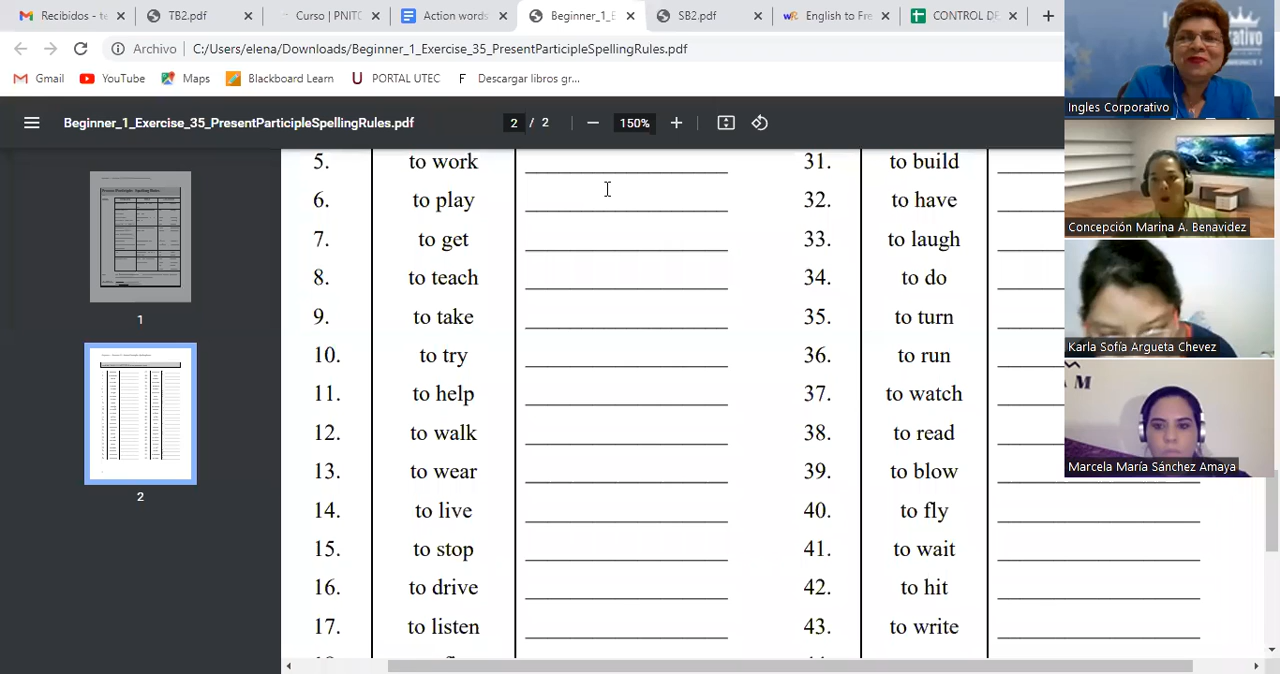 Recibidos - te
TB2.pdf
Curso | PNITC
Action words
Beginner_1_E
SB2.pdf
English to Fre
CONTROL DE
Archivo C:/Users/elena/Downloads/Beginner_1_Exercise_35_PresentParticipleSpellingRules.pdf
Gmail YouTube Maps Blackboard Learn PORTAL UTEC Descargar libros gr...
Beginner_1_Exercise_35_PresentParticipleSpellingRules.pdf 2 / 2 150%
1
2
5. to work
6. to play
7. to get
8. to teach
9. to take
10. to try
11. to help
12. to walk
13. to wear
14. to live
15. to stop
16. to drive
17. to listen
31. to build
32. to have
33. to laugh
34. to do
35. to turn
36. to run
37. to watch
38. to read
39. to blow
40. to fly
41. to wait
42. to hit
43. to write
Ingles Corporativo
Concepción Marina A. Benavidez
Karla Sofía Argueta Chevez
Marcela María Sánchez Amaya